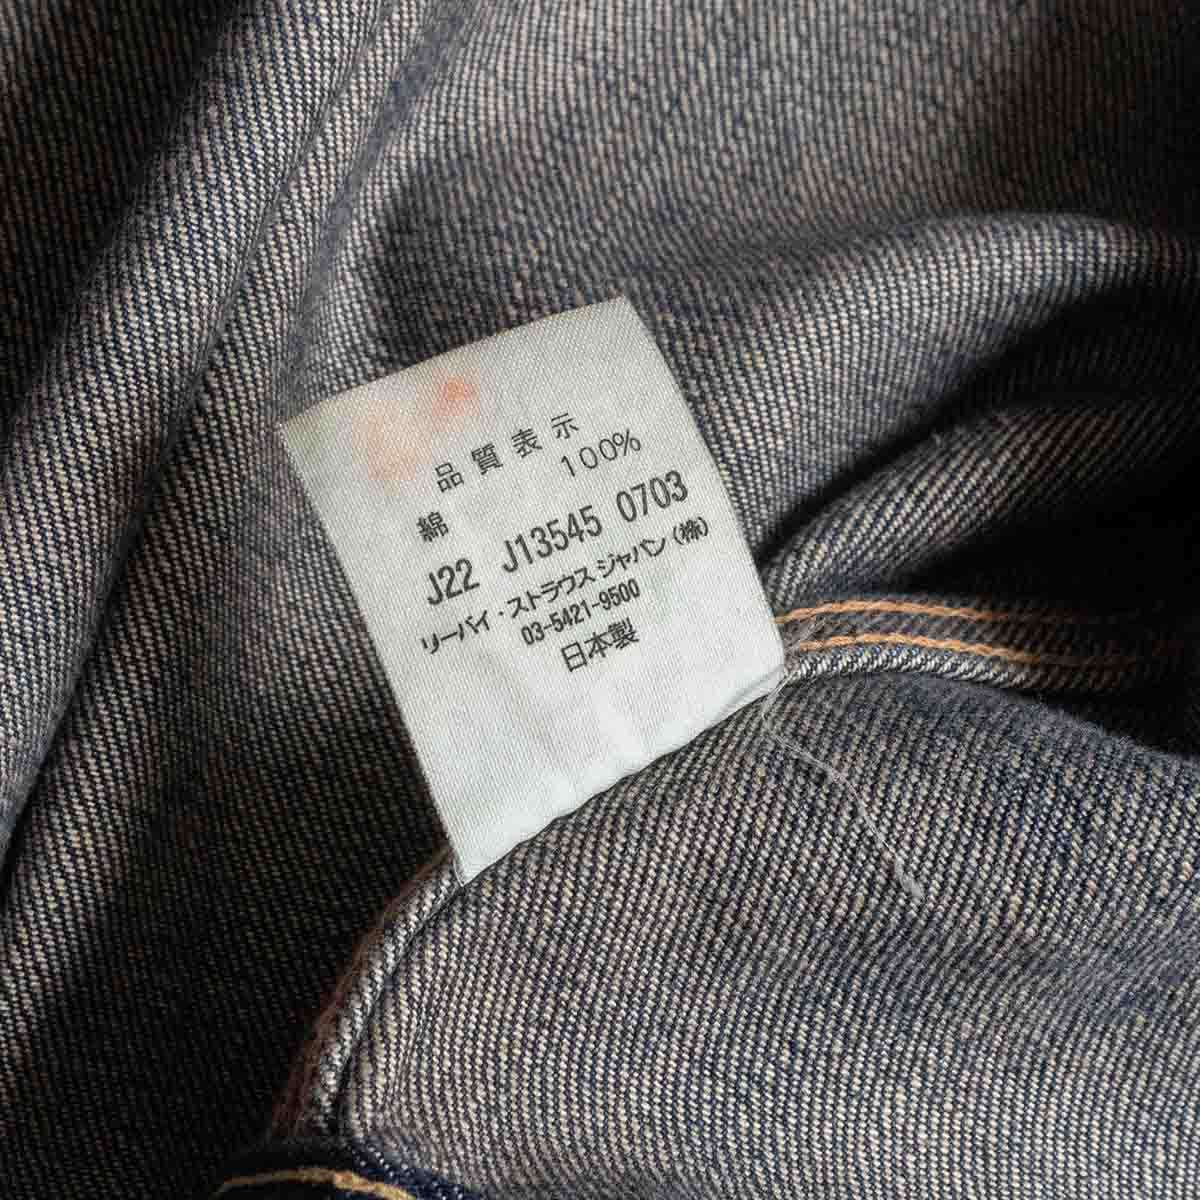 品質表示
綿 100%
J22 J13545 0703
リーバイ・ストラウス ジャパン(株)
03-5421-9500
日本製